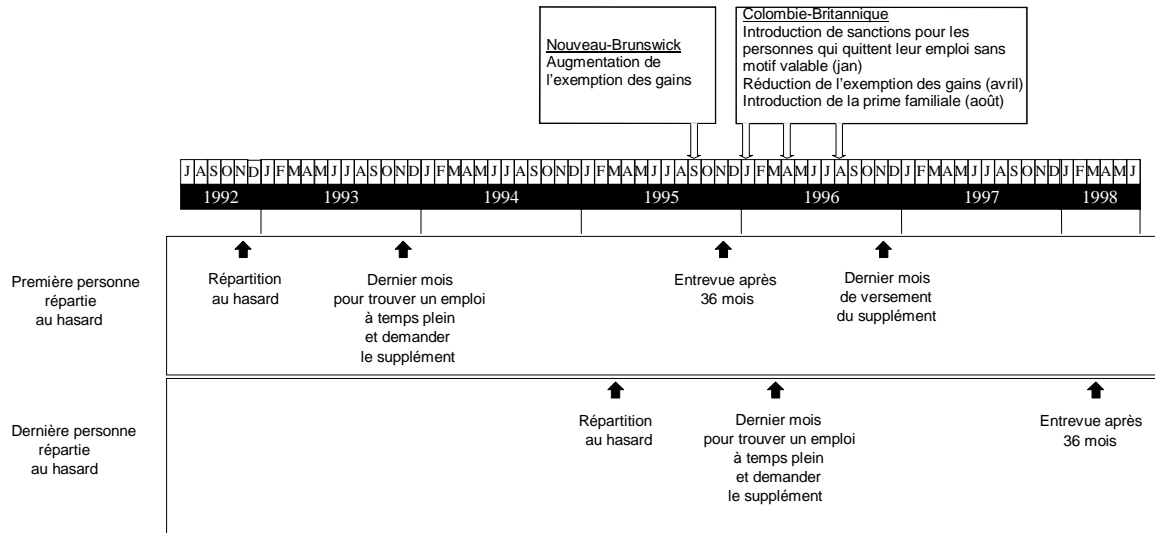 Nouveau-Brunswick
Augmentation de
l'exemption des gains
Colombie-Britannique
Introduction de sanctions pour les
personnes qui quittent leur emploi sans
motif valable (jan)
Réduction de l'exemption des gains (avril)
Introduction de la prime familiale (août)
J A S O N D J F M A M J J A S O N D J F M A M J J A S O N D J F M A M J J A S O N D J F M A M J J A S O N D J F M A M J J A S O N D J F M A M J
1992 1993 1994 1995 1996 1997 1998
Première personne
répartie
au hasard
Répartition
au hasard
Dernier mois
pour trouver un emploi
à temps plein
et demander
le supplément
Entrevue après
36 mois
Dernier mois
de versement
du supplément
Dernière personne
répartie
au hasard
Répartition
au hasard
Dernier mois
pour trouver un emploi
à temps plein
et demander
le supplément
Entrevue après
36 mois